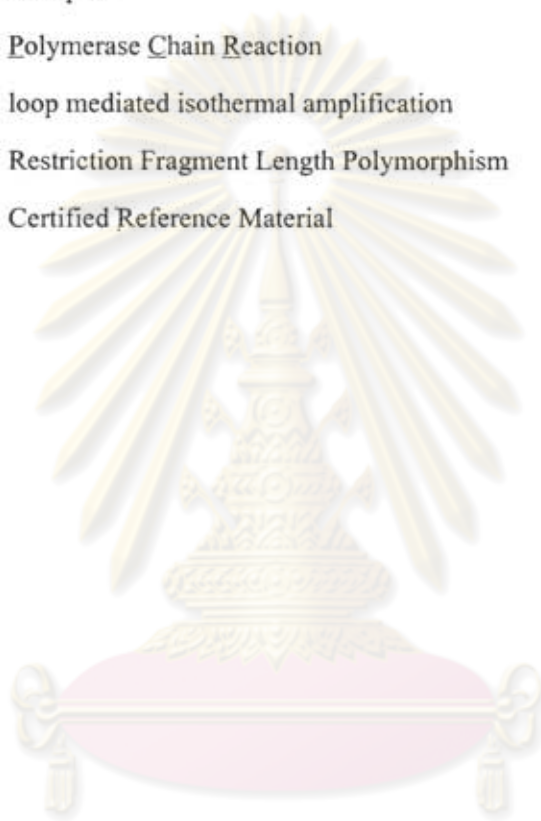 Polymerase Chain Reaction
loop mediated isothermal amplification
Restriction Fragment Length Polymorphism
Certified Reference Material